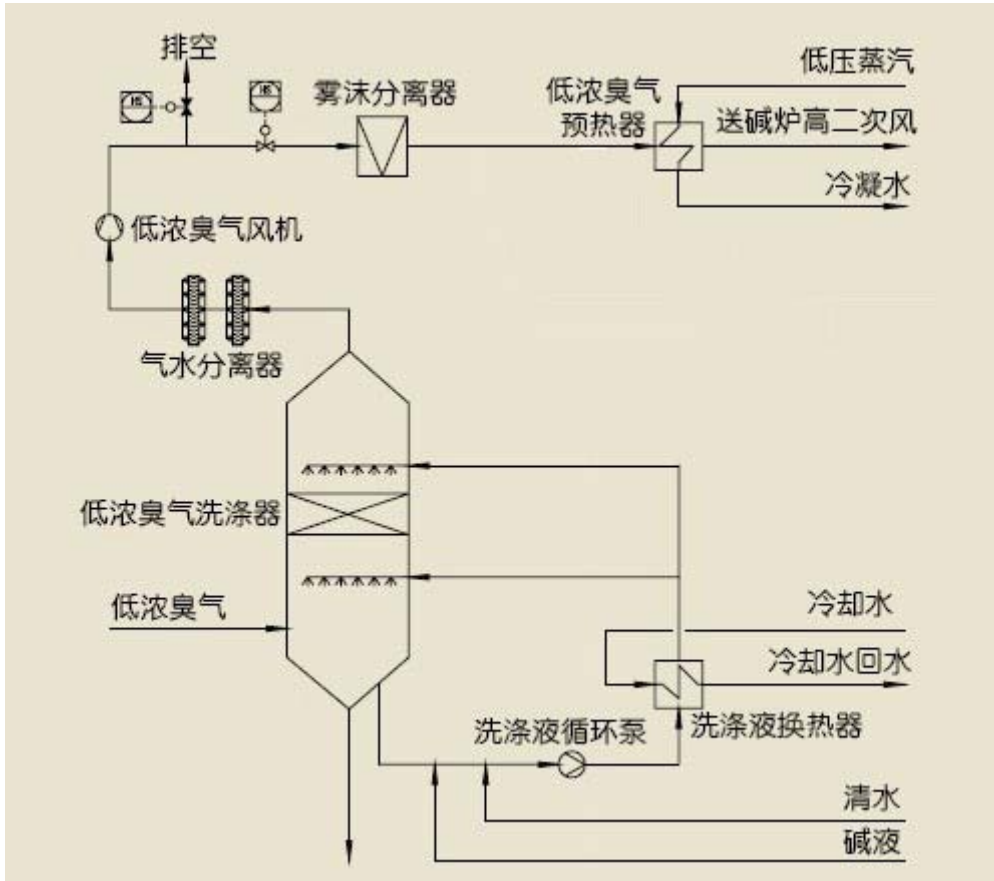 排空
HS
HS
雾沫分离器
低浓臭气
预热器
低压蒸汽
送碱炉高二次风
冷凝水
低浓臭气风机
气水分离器
低浓臭气洗涤器
低浓臭气
冷却水
冷却水回水
洗涤液循环泵
洗涤液换热器
清水
碱液